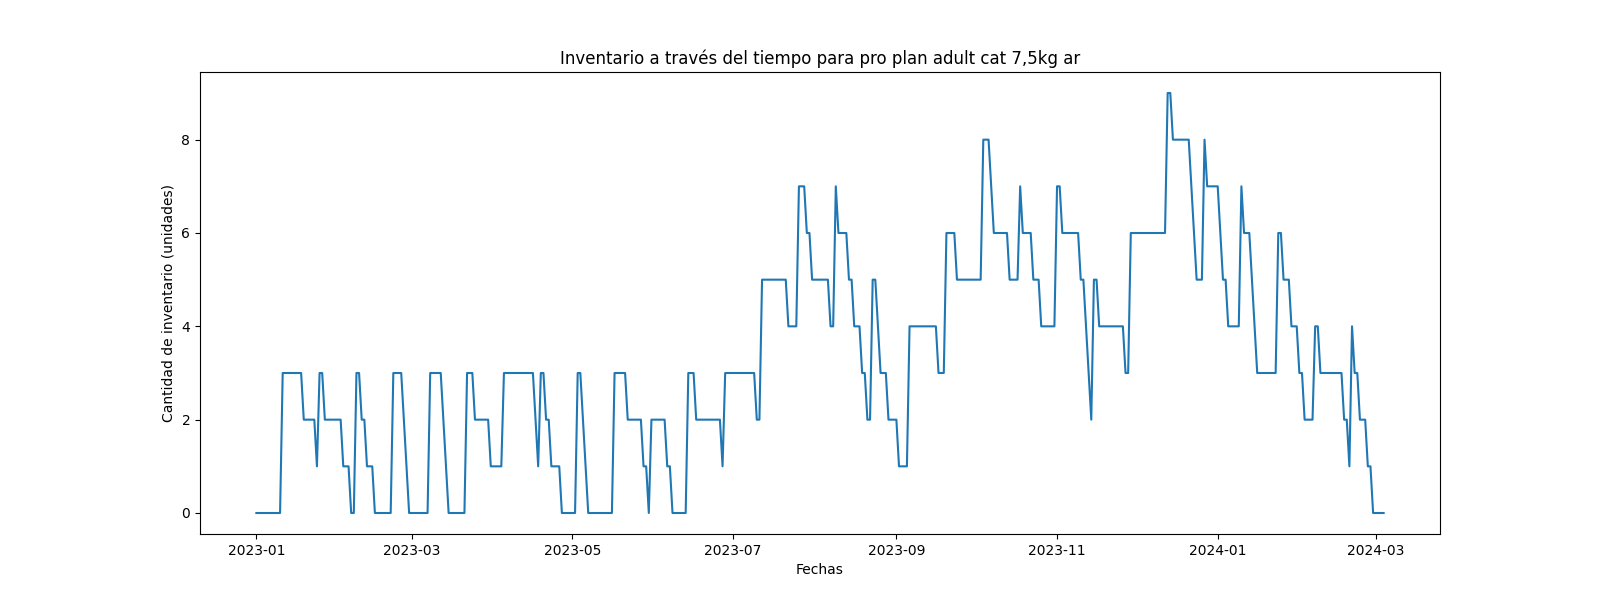 Inventario a través del tiempo para pro plan adult cat 7,5kg ar
Cantidad de inventario (unidades)
8
6
4
2
0
2023-01 2023-03 2023-05 2023-07 2023-09 2023-11 2024-01 2024-03
Fechas